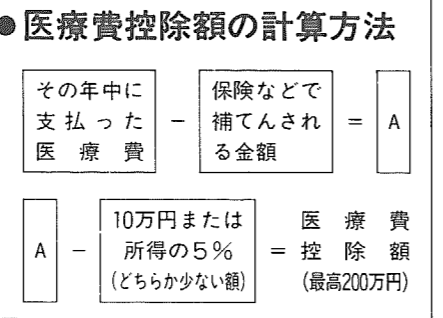 ●医療費控除額の計算方法
その年中に
支払った
医療費
−
保険などで
補てんされ
る金額
=
A
A
−
10万円または
所得の5%
(どちらか少ない額)
=
医療費
控除額
(最高200万円)